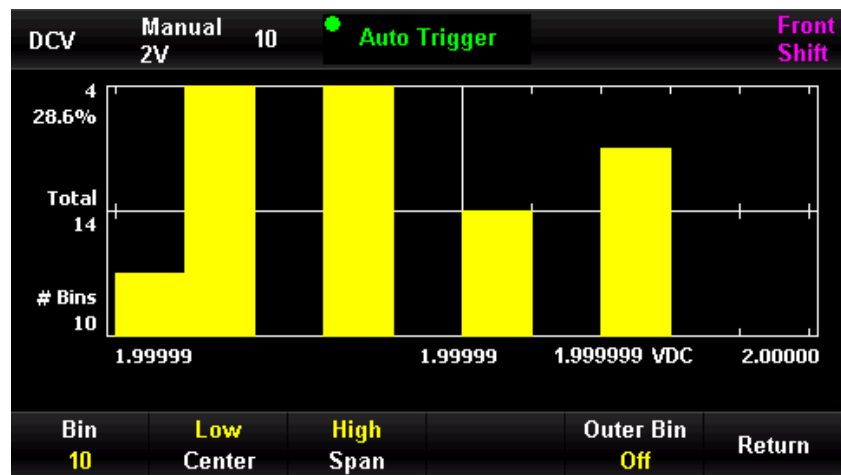 DCV Manual 10 Auto Trigger Front
2V Shift
4
28.6%
Total
14
# Bins
10
1.99999 1.99999 1.999999 VDC 2.00000
Bin Low High Outer Bin Return
10 Center Span Off